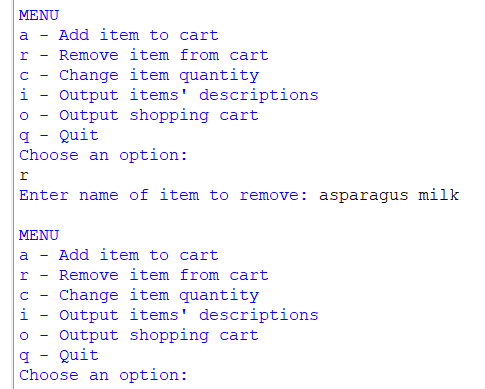 MENU
a - Add item to cart
r - Remove item from cart
c - Change item quantity
i - Output items' descriptions
o - Output shopping cart
q - Quit
Choose an option:
r
Enter name of item to remove: asparagus milk

MENU
a - Add item to cart
r - Remove item from cart
c - Change item quantity
i - Output items' descriptions
o - Output shopping cart
q - Quit
Choose an option: